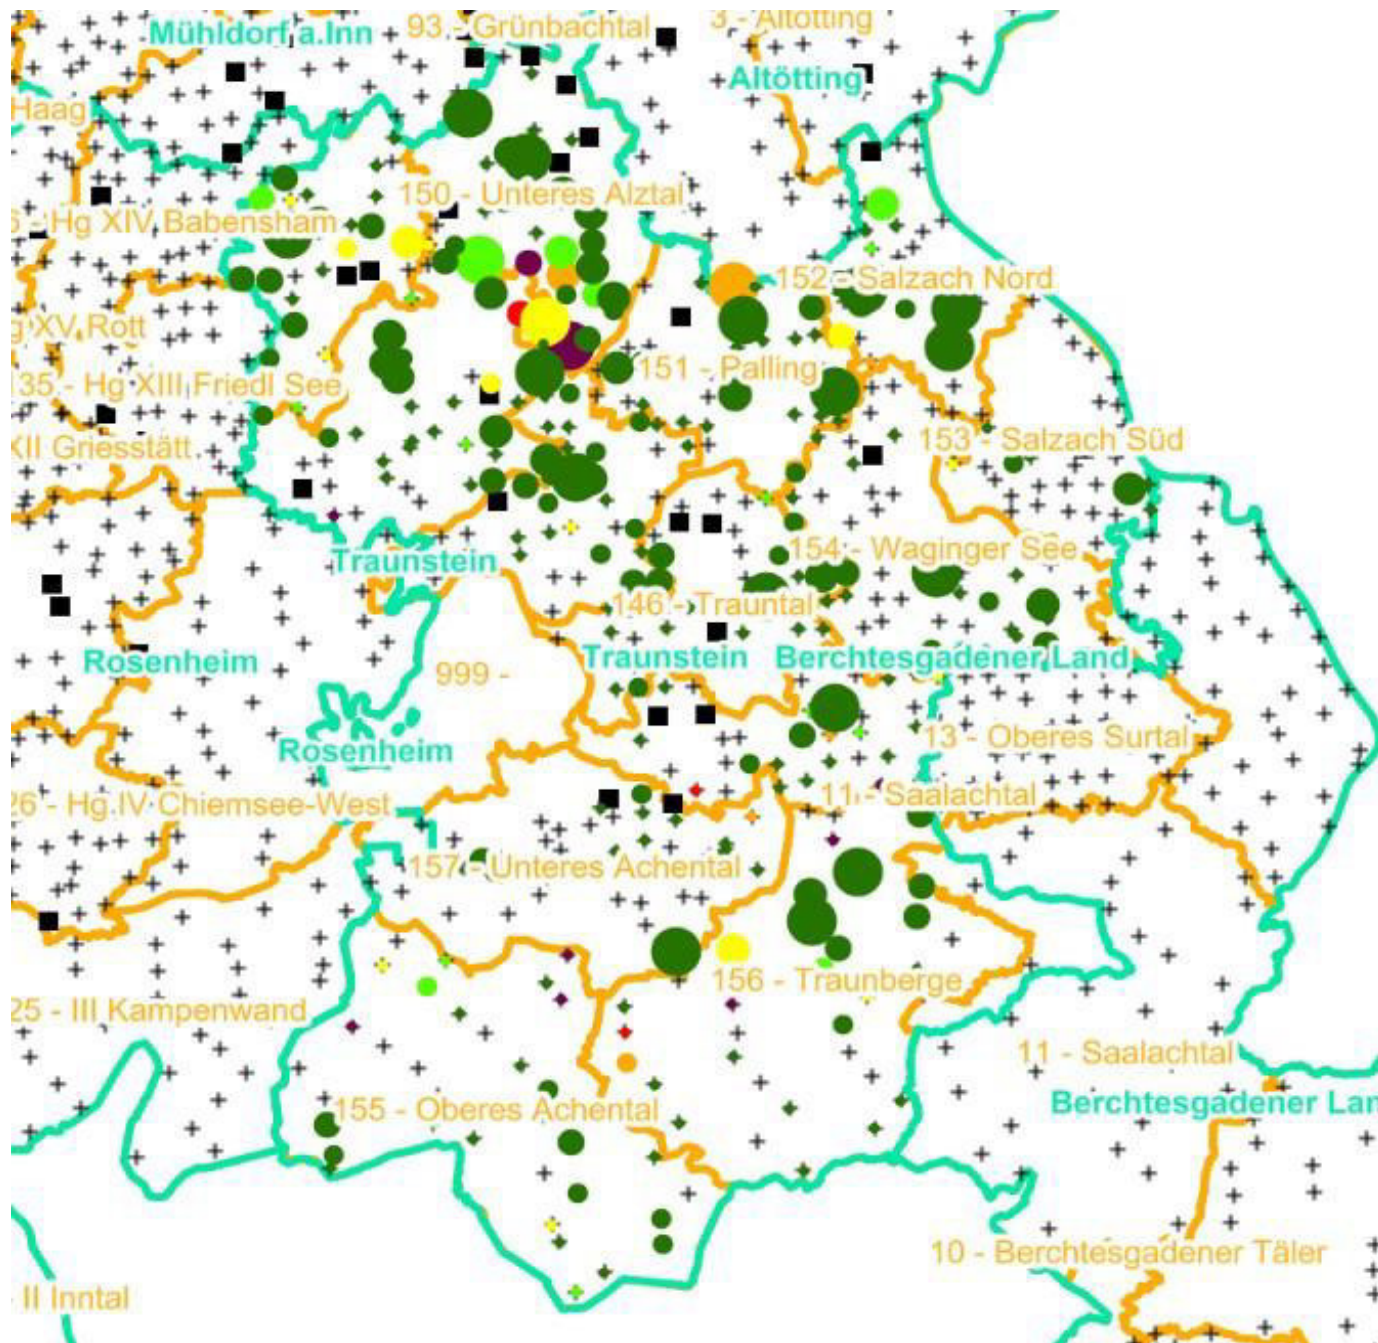 93 - Grünbachtal
3 - Altötting
Mühldorf a.Inn
Altötting
Haag
150 - Unteres Alztal
6 - Hg XIV Babensham
152 - Salzach Nord
g XV Rott
151 - Palling
135 - Hg XIII Friedl See
153 - Salzach Süd
XII Griesstätt
154 - Waginger See
Traunstein
146 - Trauntal
Traunstein
Berchtesgadener Land
Rosenheim
999 -
13 - Oberes Surtal
Rosenheim
11 - Saalachtal
26 - Hg.IV Chiemsee-West
157 - Unteres Achental
156 - Traunberge
25 - III Kampenwand
11 - Saalachtal
Berchtesgadener Lan
155 - Oberes Achental
10 - Berchtesgadener Täler
II Inntal